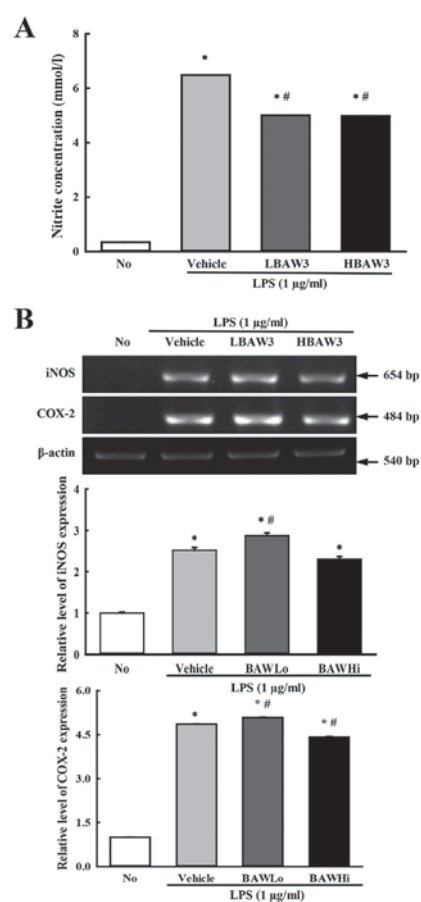 A
Nitrite concentration (mmol/l)
8
6
4
2
0
*
* #
* #
No
Vehicle
LBAW3
HBAW3
LPS (1 µg/ml)
B
LPS (1 µg/ml)
No
Vehicle
LBAW3
HBAW3
iNOS
654 bp
COX-2
484 bp
β-actin
540 bp
Relative level of iNOS expression
4
3
2
1
0
*
* #
*
No
Vehicle
BAWLo
BAWHi
LPS (1 µg/ml)
Relative level of COX-2 expression
6.0
4.5
3.0
1.5
0.0
*
* #
* #
No
Vehicle
BAWLo
BAWHi
LPS (1 µg/ml)